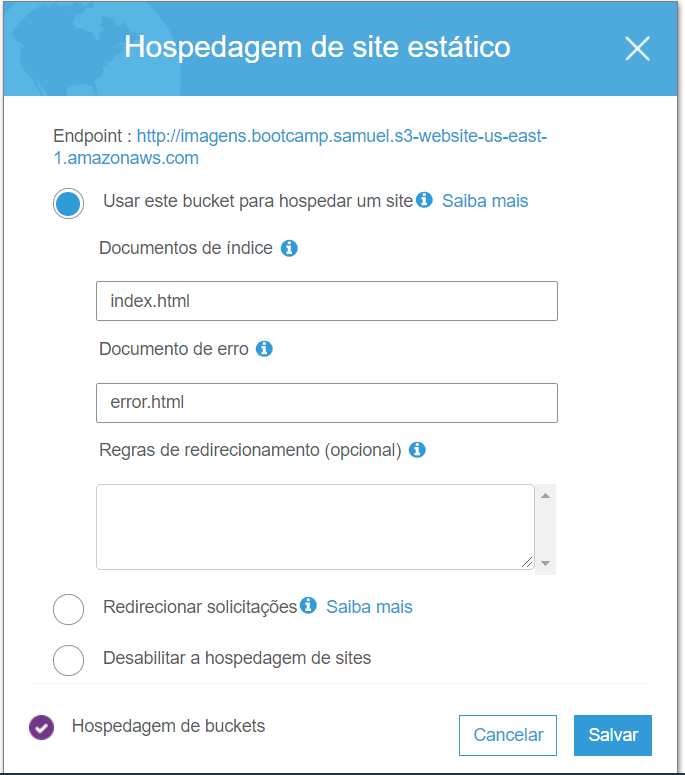 Hospedagem de site estático
Endpoint : http://imagens.bootcamp.samuel.s3-website-us-east-
1.amazonaws.com
Usar este bucket para hospedar um site Saiba mais
Documentos de índice
index.html
Documento de erro
error.html
Regras de redirecionamento (opcional)
Redirecionar solicitações Saiba mais
Desabilitar a hospedagem de sites
Hospedagem de buckets
Cancelar
Salvar